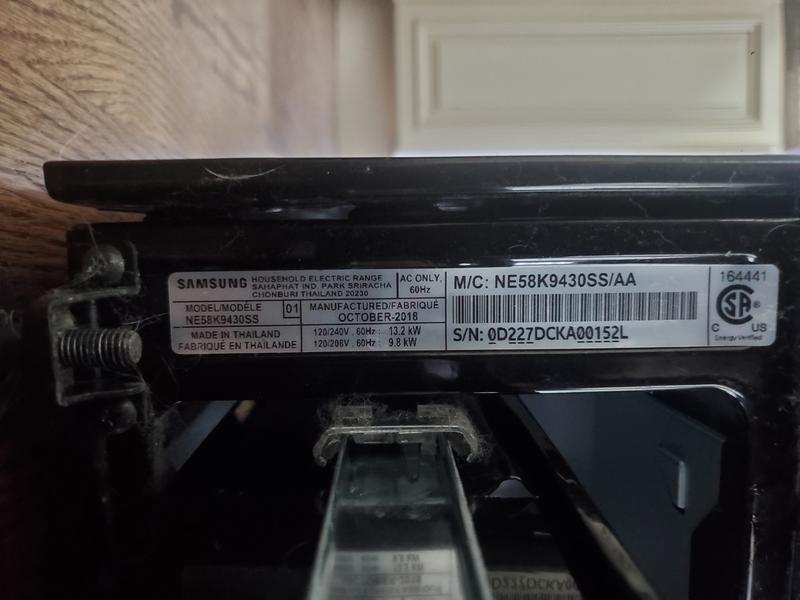 SAMSUNG
HOUSEHOLD ELECTRIC RANGE
SAHAPHAT IND. PARK SRIRACHA
CHONBURI THAILAND 20230
AC ONLY,
60Hz
MODEL/MODÈLE
NE58K9430SS
01
MANUFACTURED/FABRIQUÉ
OCTOBER-2018
MADE IN THAILAND
FABRIQUÉ EN THAÏLANDE
120/240V , 60Hz : 13.2 kW
120/208V , 60Hz : 9.8 kW
M/C: NE58K9430SS/AA
S/N: 0D227DCKA00152L
164441
SA
®
C US
Energy Verified